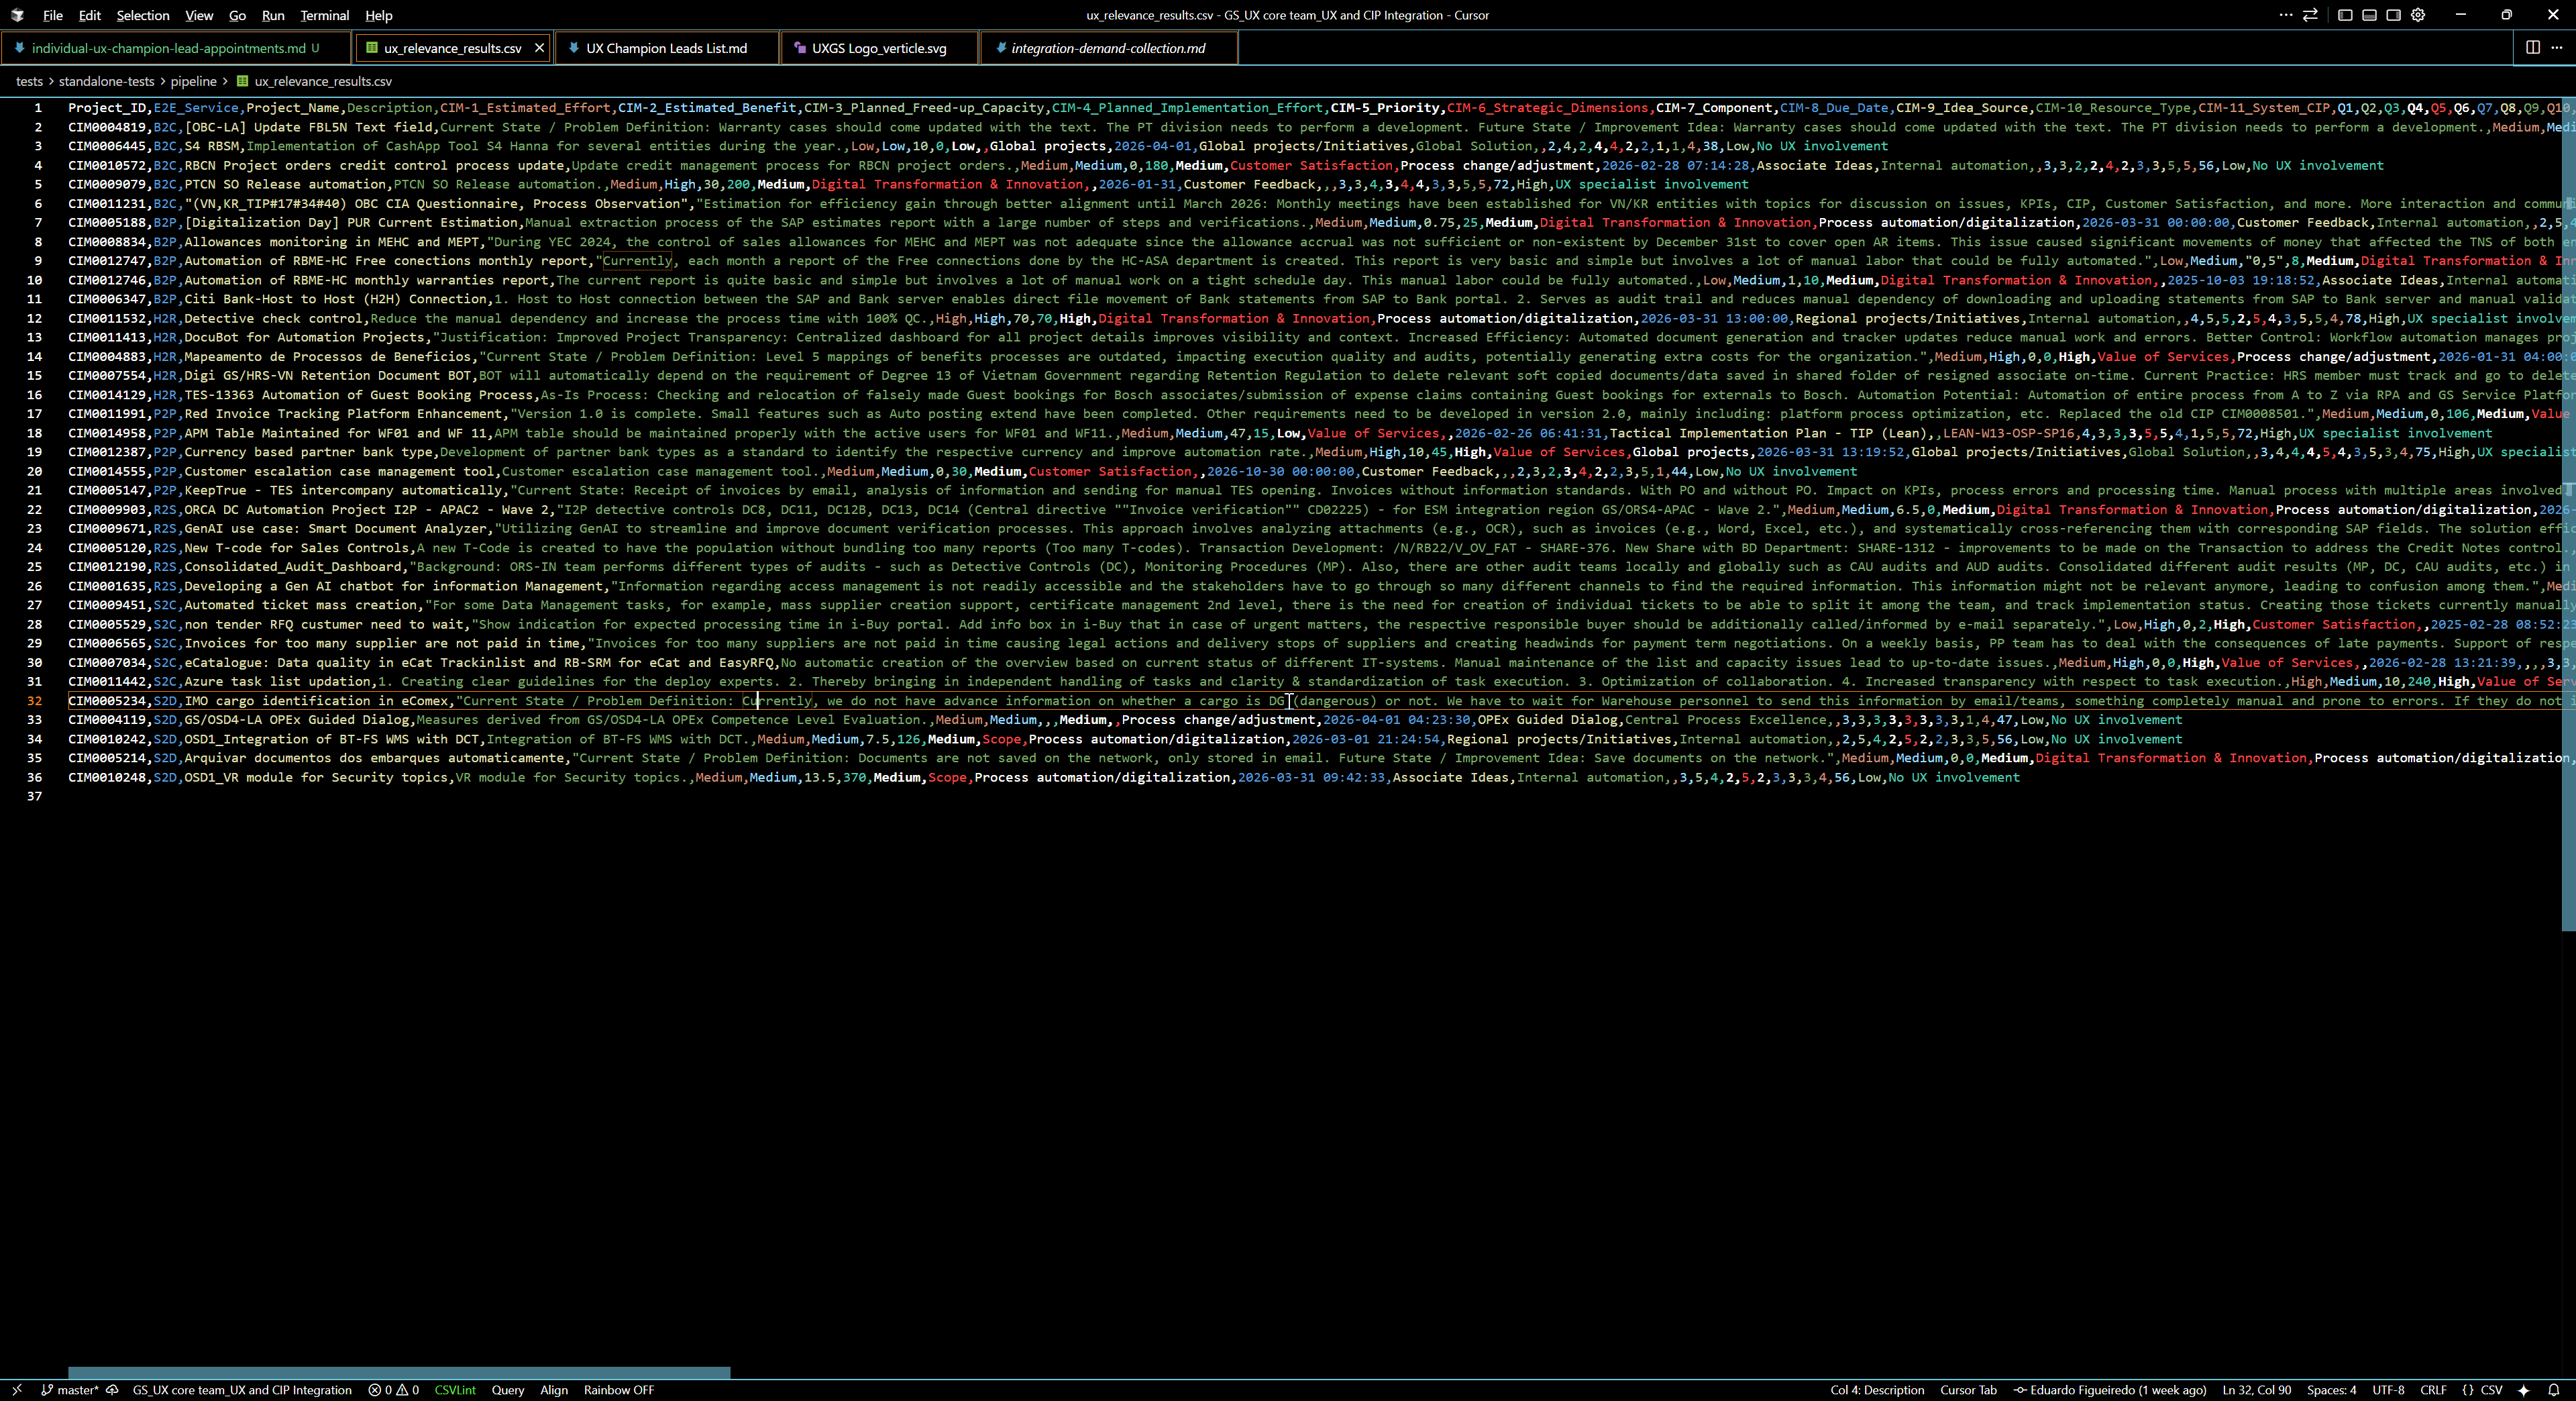 File Edit Selection View Go Run Terminal Help
ux_relevance_results.csv - GS_UX core team_UX and CIP Integration - Cursor
individual-ux-champion-lead-appointments.md U
ux_relevance_results.csv
UX Champion Leads List.md
UXGS Logo_verticle.svg
integration-demand-collection.md
tests > standalone-tests > pipeline > ux_relevance_results.csv
1 Project_ID,E2E_Service,Project_Name,Description,CIM-1_Estimated_Effort,CIM-2_Estimated_Benefit,CIM-3_Planned_Freed-up_Capacity,CIM-4_Planned_Implementation_Effort,CIM-5_Priority,CIM-6_Strategic_Dimensions,CIM-7_Component,CIM-8_Due_Date,CIM-9_Idea_Source,CIM-10_Resource_Type,CIM-11_System_CIP,Q1,Q2,Q3,Q4,Q5,Q6,Q7,Q8,Q9,Q10,
2 CIM0004819,B2C,[OBC-LA] Update FBL5N Text field,Current State / Problem Definition: Warranty cases should come updated with the text. The PT division needs to perform a development. Future State / Improvement Idea: Warranty cases should come updated with the text. The PT division needs to perform a development.,Medium,Med
3 CIM0006445,B2C,S4 RBSM,Implementation of CashApp Tool S4 Hanna for several entities during the year.,Low,Low,10,0,Low,,Global projects,2026-04-01,Global projects/Initiatives,Global Solution,,2,4,2,4,4,2,2,1,1,4,38,Low,No UX involvement
4 CIM0010572,B2C,RBCN Project orders credit control process update,Update credit management process for RBCN project orders.,Medium,Medium,0,180,Medium,Customer Satisfaction,Process change/adjustment,2026-02-28 07:14:28,Associate Ideas,Internal automation,,3,3,2,2,4,2,3,3,5,5,56,Low,No UX involvement
5 CIM0009079,B2C,PTCN SO Release automation,PTCN SO Release automation.,Medium,High,30,200,Medium,Digital Transformation & Innovation,,2026-01-31,Customer Feedback,,,3,3,4,3,4,4,3,3,5,5,72,High,UX specialist involvement
6 CIM0011231,B2C,"(VN,KR_TIP#17#34#40) OBC CIA Questionnaire, Process Observation","Estimation for efficiency gain through better alignment until March 2026: Monthly meetings have been established for VN/KR entities with topics for discussion on issues, KPIs, CIP, Customer Satisfaction, and more. More interaction and
7 CIM0005188,B2P,[Digitalization Day] PUR Current Estimation,Manual extraction process of the SAP estimates report with a large number of steps and verifications.,Medium,Medium,0.75,25,Medium,Digital Transformation & Innovation,Process automation/digitalization,2026-03-31 00:00:00,Customer Feedback,Internal automation,,2,5,
8 CIM0008834,B2P,Allowances monitoring in MEHC and MEPT,"During YEC 2024, the control of sales allowances for MEHC and MEPT was not adequate since the allowance accrual was not sufficient or non-existent by December 31st to cover open AR items. This issue caused significant movements of money that affected the TNS of both
9 CIM0012747,B2P,Automation of RBME-HC Free conections monthly report,"Currently, each month a report of the Free connections done by the HC-ASA department is created. This report is very basic and simple but involves a lot of manual labor that could be fully automated.",Low,Medium,"0,5",8,Medium,Digital Transformation &
10 CIM0012746,B2P,Automation of RBME-HC monthly warranties report,The current report is quite basic and simple but involves a lot of manual work on a tight schedule day. This manual labor could be fully automated.,Low,Medium,1,10,Medium,Digital Transformation & Innovation,,2025-10-03 19:18:52,Associate Ideas,Internal automati
11 CIM0006347,B2P,Citi Bank-Host to Host (H2H) Connection,1. Host to Host connection between the SAP and Bank server enables direct file movement of Bank statements from SAP to Bank portal. 2. Serves as audit trail and reduces manual dependency of downloading and uploading statements from SAP to Bank server and manual valida
12 CIM0011532,H2R,Detective check control,Reduce the manual dependency and increase the process time with 100% QC.,High,High,70,70,High,Digital Transformation & Innovation,Process automation/digitalization,2026-03-31 13:00:00,Regional projects/Initiatives,Internal automation,,4,5,5,2,5,4,3,5,5,4,78,High,UX specialist involvem
13 CIM0011413,H2R,DocuBot for Automation Projects,"Justification: Improved Project Transparency: Centralized dashboard for all project details improves visibility and context. Increased Efficiency: Automated document generation and tracker updates reduce manual work and errors. Better Control: Workflow automation manages proj
14 CIM0004883,H2R,Mapeamento de Processos de Beneficios,"Current State / Problem Definition: Level 5 mappings of benefits processes are outdated, impacting execution quality and audits, potentially generating extra costs for the organization.",Medium,High,0,0,High,Value of Services,Process change/adjustment,2026-01-31 04:00:
15 CIM0007554,H2R,Digi GS/HRS-VN Retention Document BOT,BOT will automatically depend on the requirement of Degree 13 of Vietnam Government regarding Retention Regulation to delete relevant soft copied documents/data saved in shared folder of resigned associate on-time. Current Practice: HRS member must track and go to delet
16 CIM0014129,H2R,TES-13363 Automation of Guest Booking Process,As-Is Process: Checking and relocation of falsely made Guest bookings for Bosch associates/submission of expense claims containing Guest bookings for externals to Bosch. Automation Potential: Automation of entire process from A to Z via RPA and GS Service Platfor
17 CIM0011991,P2P,Red Invoice Tracking Platform Enhancement,"Version 1.0 is complete. Small features such as Auto posting extend have been completed. Other requirements need to be developed in version 2.0, mainly including: platform process optimization, etc. Replaced the old CIP CIM0008501.",Medium,Medium,0,106,Medium,Value
18 CIM0014958,P2P,APM Table Maintained for WF01 and WF 11,APM table should be maintained properly with the active users for WF01 and WF11.,Medium,Medium,47,15,Low,Value of Services,,2026-02-26 06:41:31,Tactical Implementation Plan - TIP (Lean),,LEAN-W13-OSP-SP16,4,3,3,3,5,5,4,1,5,5,72,High,UX specialist involvement
19 CIM0012387,P2P,Currency based partner bank type,Development of partner bank types as a standard to identify the respective currency and improve automation rate.,Medium,High,10,45,High,Value of Services,Global projects,2026-03-31 13:19:52,Global projects/Initiatives,Global Solution,,3,4,4,4,5,4,3,5,3,4,75,High,UX specialist
20 CIM0014555,P2P,Customer escalation case management tool,Customer escalation case management tool.,Medium,Medium,0,30,Medium,Customer Satisfaction,,2026-10-30 00:00:00,Customer Feedback,,,2,3,2,3,4,2,2,3,5,1,44,Low,No UX involvement
21 CIM0005147,P2P,KeepTrue - TES intercompany automatically,"Current State: Receipt of invoices by email, analysis of information and sending for manual TES opening. Invoices without information standards. With PO and without PO. Impact on KPIs, process errors and processing time. Manual process with multiple areas involved
22 CIM0009903,R2S,ORCA DC Automation Project I2P - APAC2 - Wave 2,"I2P detective controls DC8, DC11, DC12B, DC13, DC14 (Central directive ""Invoice verification"" CD02225) - for ESM integration region GS/ORS4-APAC - Wave 2.",Medium,Medium,6.5,0,Medium,Digital Transformation & Innovation,Process automation/digitalization,2026-
23 CIM0009671,R2S,GenAI use case: Smart Document Analyzer,"Utilizing GenAI to streamline and improve document verification processes. This approach involves analyzing attachments (e.g., OCR), such as invoices (e.g., Word, Excel, etc.), and systematically cross-referencing them with corresponding SAP fields. The solution effi
24 CIM0005120,R2S,New T-code for Sales Controls,A new T-Code is created to have the population without bundling too many reports (Too many T-codes). Transaction Development: /N/RB22/V_OV_FAT - SHARE-376. New Share with BD Department: SHARE-1312 - improvements to be made on the Transaction to address the Credit Notes control.,
25 CIM0012190,R2S,Consolidated_Audit_Dashboard,"Background: ORS-IN team performs different types of audits - such as Detective Controls (DC), Monitoring Procedures (MP). Also, there are other audit teams locally and globally such as CAU audits and AUD audits. Consolidated different audit results (MP, DC, CAU audits, etc.) in
26 CIM0001635,R2S,Developing a Gen AI chatbot for information Management,"Information regarding access management is not readily accessible and the stakeholders have to go through so many different channels to find the required information. This information might not be relevant anymore, leading to confusion among them.",Med
27 CIM0009451,S2C,Automated ticket mass creation,"For some Data Management tasks, for example, mass supplier creation support, certificate management 2nd level, there is the need for creation of individual tickets to be able to split it among the team, and track implementation status. Creating those tickets currently manually
28 CIM0005529,S2C,non tender RFQ custumer need to wait,"Show indication for expected processing time in i-Buy portal. Add info box in i-Buy that in case of urgent matters, the respective responsible buyer should be additionally called/informed by e-mail separately.",Low,High,0,2,High,Customer Satisfaction,,2025-02-28 08:52:23
29 CIM0006565,S2C,Invoices for too many supplier are not paid in time,"Invoices for too many suppliers are not paid in time causing legal actions and delivery stops of suppliers and creating headwinds for payment term negotiations. On a weekly basis, PP team has to deal with the consequences of late payments. Support of resp
30 CIM0007034,S2C,eCatalogue: Data quality in eCat Trackinlist and RB-SRM for eCat and EasyRFQ,No automatic creation of the overview based on current status of different IT-systems. Manual maintenance of the list and capacity issues lead to up-to-date issues.,Medium,High,0,0,High,Value of Services,,2026-02-28 13:21:39,,,,3,3,
31 CIM0011442,S2C,Azure task list updation,1. Creating clear guidelines for the deploy experts. 2. Thereby bringing in independent handling of tasks and clarity & standardization of task execution. 3. Optimization of collaboration. 4. Increased transparency with respect to task execution.,High,Medium,10,240,High,Value of Ser
32 CIM0005234,S2D,IMO cargo identification in eComex,"Current State / Problem Definition: Currently, we do not have advance information on whether a cargo is DG (dangerous) or not. We have to wait for Warehouse personnel to send this information by email/teams, something completely manual and prone to errors. If they do not
33 CIM0004119,S2D,GS/OSD4-LA OPEx Guided Dialog,Measures derived from GS/OSD4-LA OPEx Competence Level Evaluation.,Medium,Medium,,,Medium,,Process change/adjustment,2026-04-01 04:23:30,OPEx Guided Dialog,Central Process Excellence,,3,3,3,3,3,3,3,3,1,4,47,Low,No UX involvement
34 CIM0010242,S2D,OSD1_Integration of BT-FS WMS with DCT,Integration of BT-FS WMS with DCT.,Medium,Medium,7.5,126,Medium,Scope,Process automation/digitalization,2026-03-01 21:24:54,Regional projects/Initiatives,Internal automation,,2,5,4,2,5,2,2,3,3,5,56,Low,No UX involvement
35 CIM0005214,S2D,Arquivar documentos dos embarques automaticamente,"Current State / Problem Definition: Documents are not saved on the network, only stored in email. Future State / Improvement Idea: Save documents on the network.",Medium,Medium,0,0,Medium,Digital Transformation & Innovation,Process automation/digitalization,
36 CIM0010248,S2D,OSD1_VR module for Security topics,VR module for Security topics.,Medium,Medium,13.5,370,Medium,Scope,Process automation/digitalization,2026-03-31 09:42:33,Associate Ideas,Internal automation,,3,5,4,2,5,2,3,3,3,4,56,Low,No UX involvement
37
master* GS_UX core team_UX and CIP Integration 0 0 CSVLint Query Align Rainbow OFF
Col 4: Description Cursor Tab Eduardo Figueiredo (1 week ago) Ln 32, Col 90 Spaces: 4 UTF-8 CRLF {} CSV